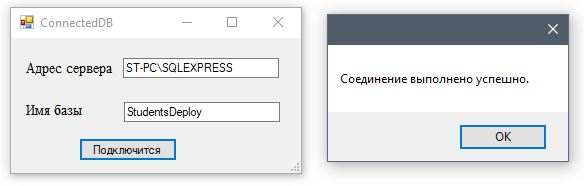 ConnectedDB
Адрес сервера ST-PC\SQLEXPRESS
Имя базы StudentsDeploy
Подключится
Соединение выполнено успешно.
OK